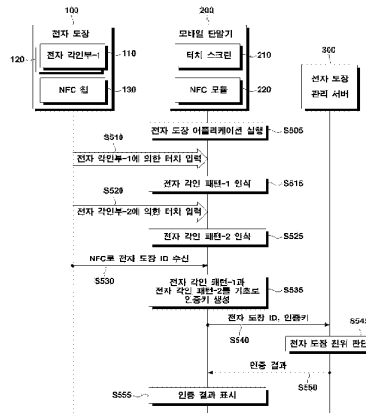 100
200
300
전자 도장
120
전자 각인부-1
110
NFC 칩
130
모바일 단말기
터치 스크린
210
NFC 모듈
220
전자 도장
관리 서버
전자 도장 어플리케이션 실행
S505
S510
전자 각인부-1에 의한 터치 입력
전자 각인 패턴-1 인식
S515
S520
전자 각인부-2에 의한 터치 입력
전자 각인 패턴-2 인식
S525
NFC로 전자 도장 ID 수신
S530
전자 각인 패턴-1과
전자 각인 패턴-2를 기초로
인증키 생성
S535
전자 도장 ID, 인증키
S540
S545
전자 도장 진위 판단
인증 결과
S550
S555
인증 결과 표시